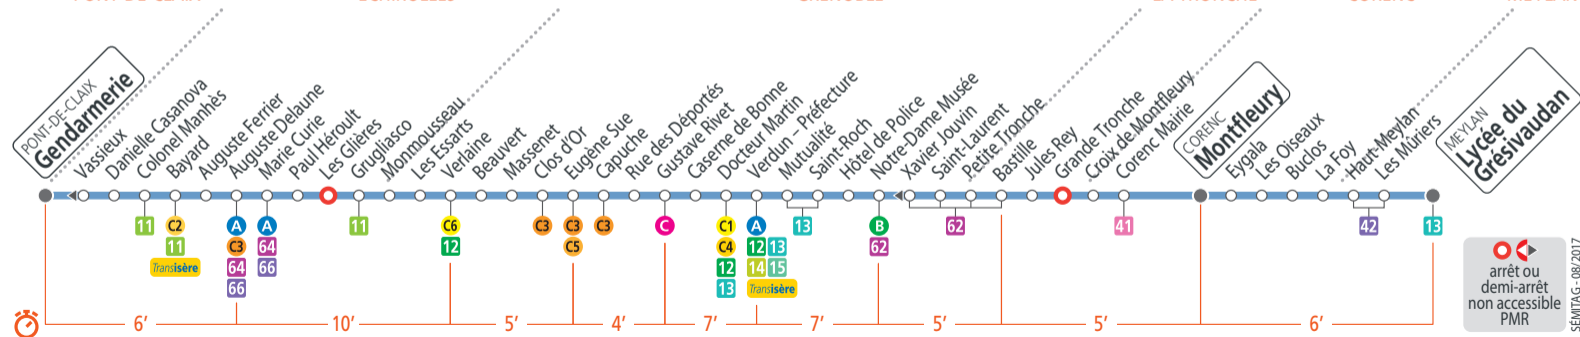 PONT-DE-CLAIX
Gendarmerie
Vassieux
Danielle Casanova
Colonel Manhès
Bayard
Auguste Ferrier
Auguste Delaune
Marie Curie
Paul Héroult
Les Glières
Grugliasco
Monmousseau
Les Essarts
Verlaine
Beauvert
Massenet
Clos d'Or
Eugène Sue
Capuche
Rue des Déportés
Gustave Rivet
Caserne de Bonne
Docteur Martin
Verdun – Préfecture
Mutualité
Saint-Roch
Hôtel de Police
Notre-Dame Musée
Xavier Jouvin
Saint-Laurent
Petite Tronche
Bastille
Jules Rey
Grande Tronche
Croix de Montfleury
Corenc Mairie
CORENC
Montfleury
Eygala
Les Oiseaux
Buclos
La Foy
Haut-Meylan
Les Mûriers
MEYLAN
Lycée du
Grésivaudan
11 C2 A A 11 C6 C3 C3 C3 C C1 A 13 B 62 41 42 13
11 C3 64 12 C5 C4 12 13 62
Transisère 64 66 12 14 15
66 13 Transisère
6' 10' 5' 4' 7' 7' 5' 5' 6'
arrêt ou
demi-arrêt
non accessible
PMR
SÉMITAG - 08/2017